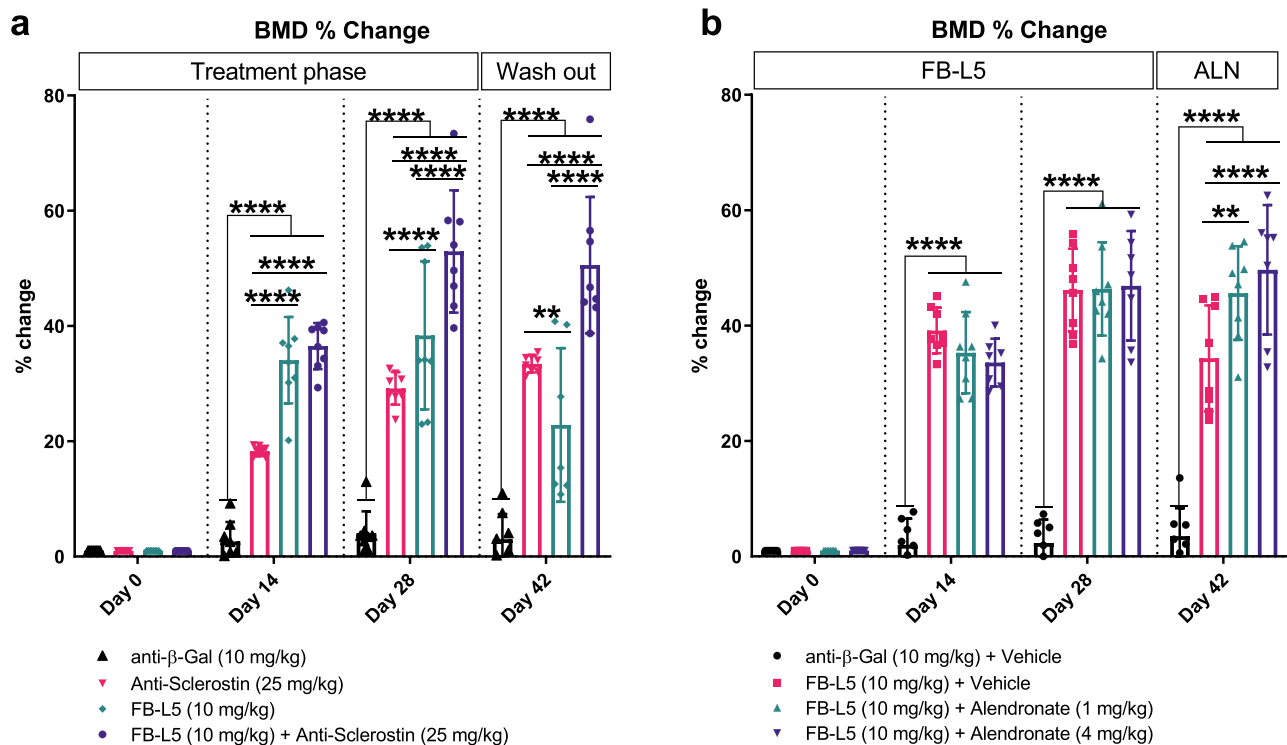 a
BMD % Change
Treatment phase
Wash out
80
60
40
20
0
% change
****
****
****
****
****
****
****
****
****
****
**
Day 0
Day 14
Day 28
Day 42
anti-β-Gal (10 mg/kg)
Anti-Sclerostin (25 mg/kg)
FB-L5 (10 mg/kg)
FB-L5 (10 mg/kg) + Anti-Sclerostin (25 mg/kg)
b
BMD % Change
FB-L5
ALN
80
60
40
20
0
% change
****
****
****
****
**
Day 0
Day 14
Day 28
Day 42
anti-β-Gal (10 mg/kg) + Vehicle
FB-L5 (10 mg/kg) + Vehicle
FB-L5 (10 mg/kg) + Alendronate (1 mg/kg)
FB-L5 (10 mg/kg) + Alendronate (4 mg/kg)